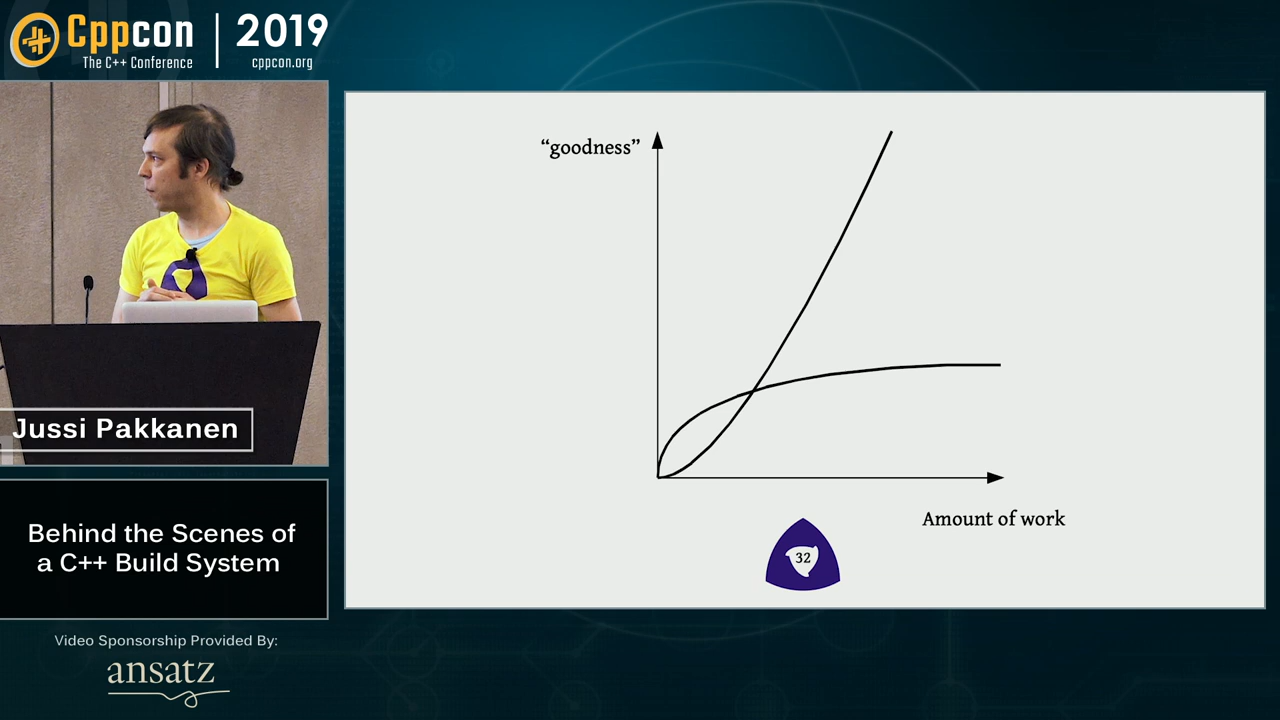 Cppcon
The C++ Conference
2019
cppcon.org
Jussi Pakkanen
Behind the Scenes of
a C++ Build System
Video Sponsorship Provided By:
ansatz
“goodness”
Amount of work
32